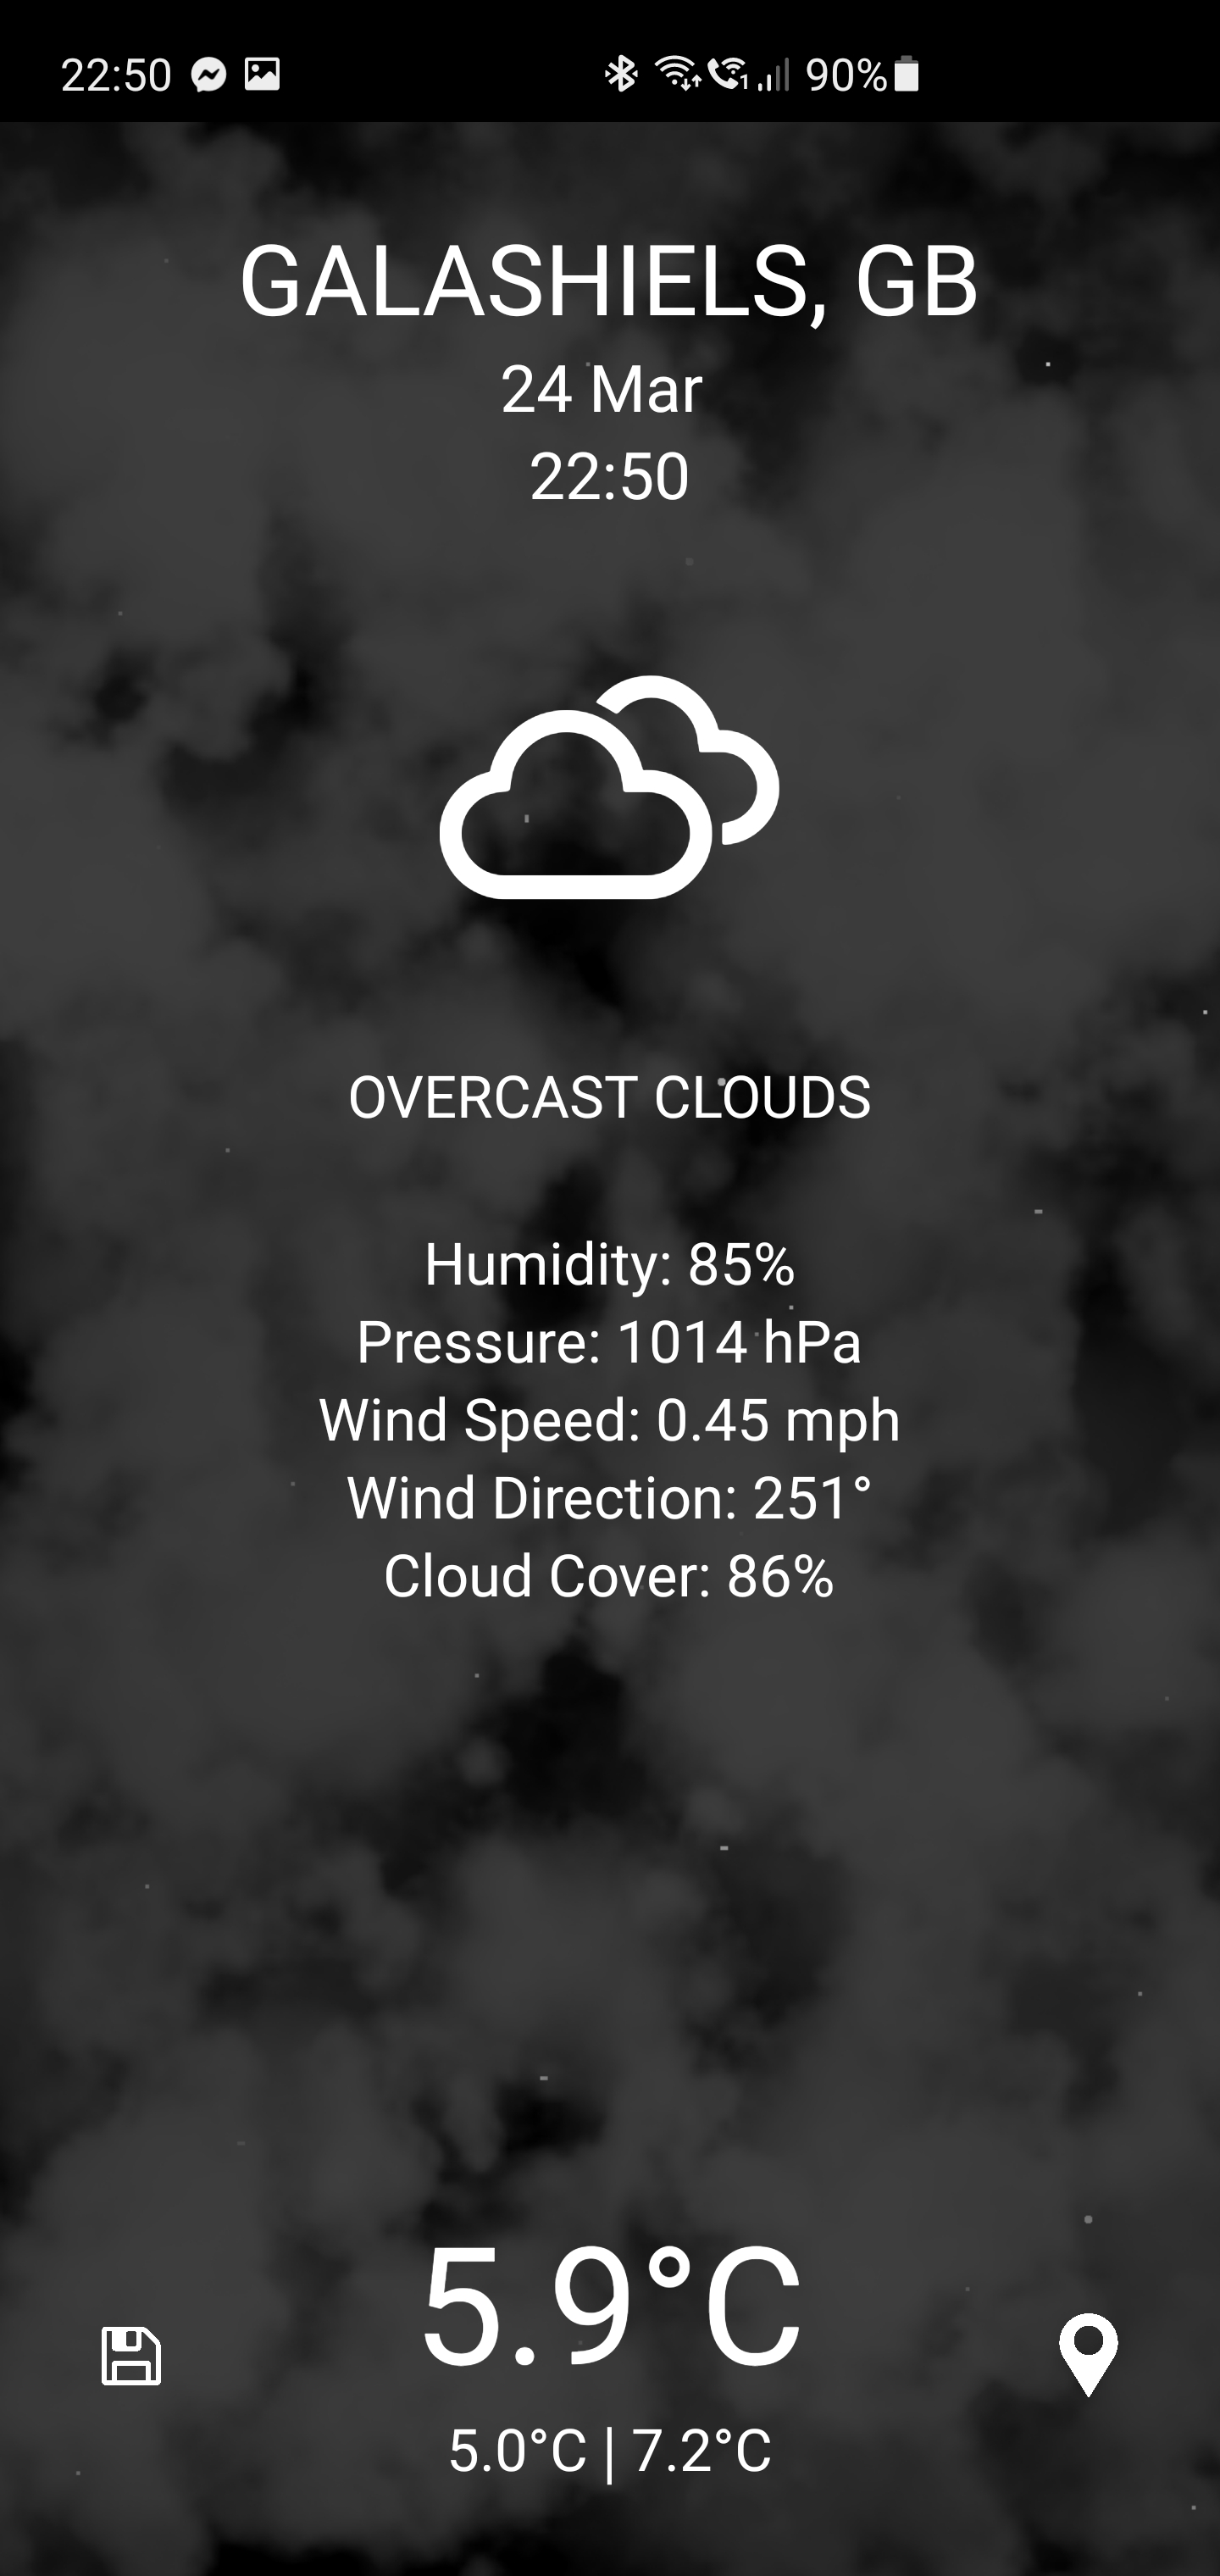 22:50 1 90%
GALASHIELS, GB
24 Mar
22:50
OVERCAST CLOUDS
Humidity: 85%
Pressure: 1014 hPa
Wind Speed: 0.45 mph
Wind Direction: 251°
Cloud Cover: 86%
5.9°C
5.0°C | 7.2°C